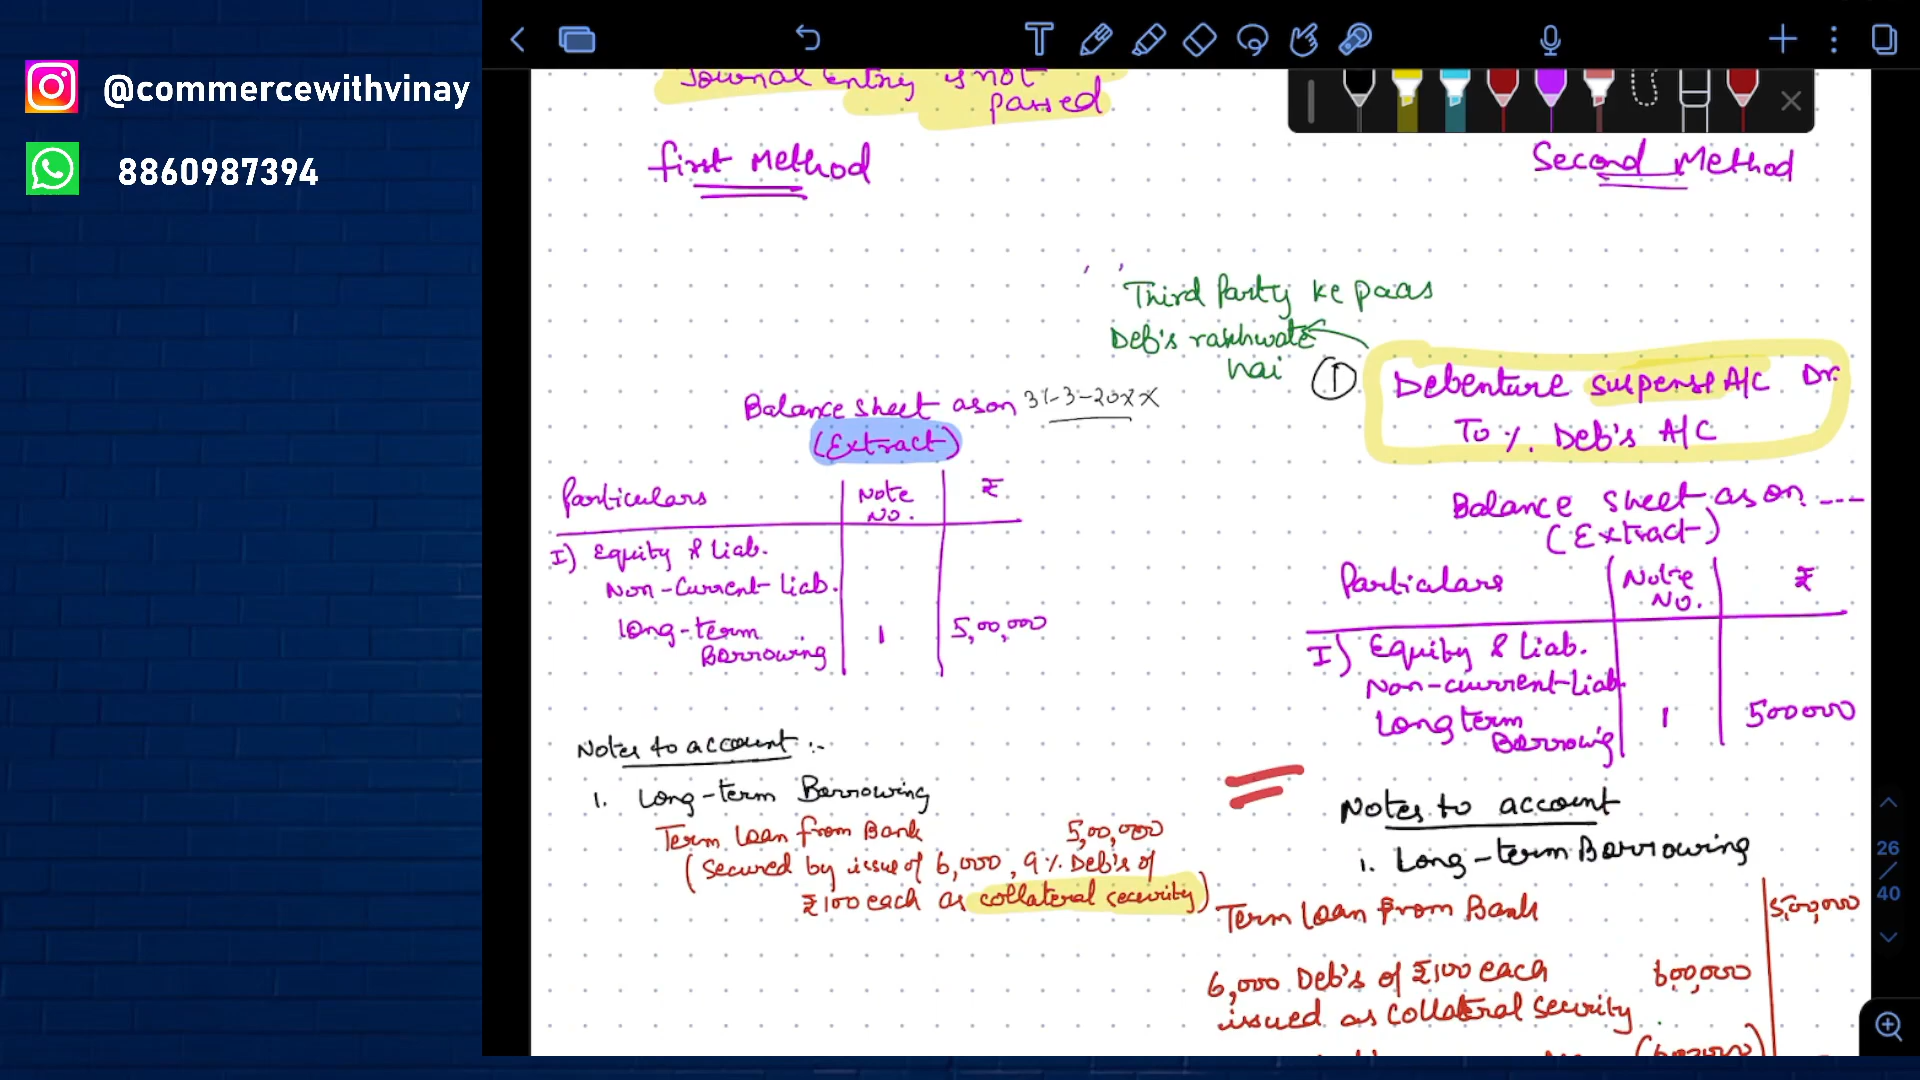 @commercewithvinay
8860987394
Journal Entry is not
passed
first Method
Second Method
Third Party ke paas
Deb's rakhwate
hai
①
Debenture suspense A/C Dr.
To %. Deb's A/C
Balance sheet as on 31-3-20XX
(Extract)
Particulars Note No. ₹
I) Equity & Liab.
Non-Current-Liab.
Long-term
Borrowing 1 5,00,000
Notes to account :-
1. Long-term Borrowing
Term Loan from Bank 5,00,000
(Secured by issue of 6,000, 9% Deb's of
₹100 each as collateral security)
Balance Sheet as on ---
(Extract)
Particulars Note No. ₹
I) Equity & Liab.
Non-current-Liab.
Long term
Borrowing 1 500000
Notes to account
1. Long-term Borrowing
Term Loan from Bank 5,00,000
6,000 Deb's of ₹100 each 6,00,000
issued as collateral security
26
/
40